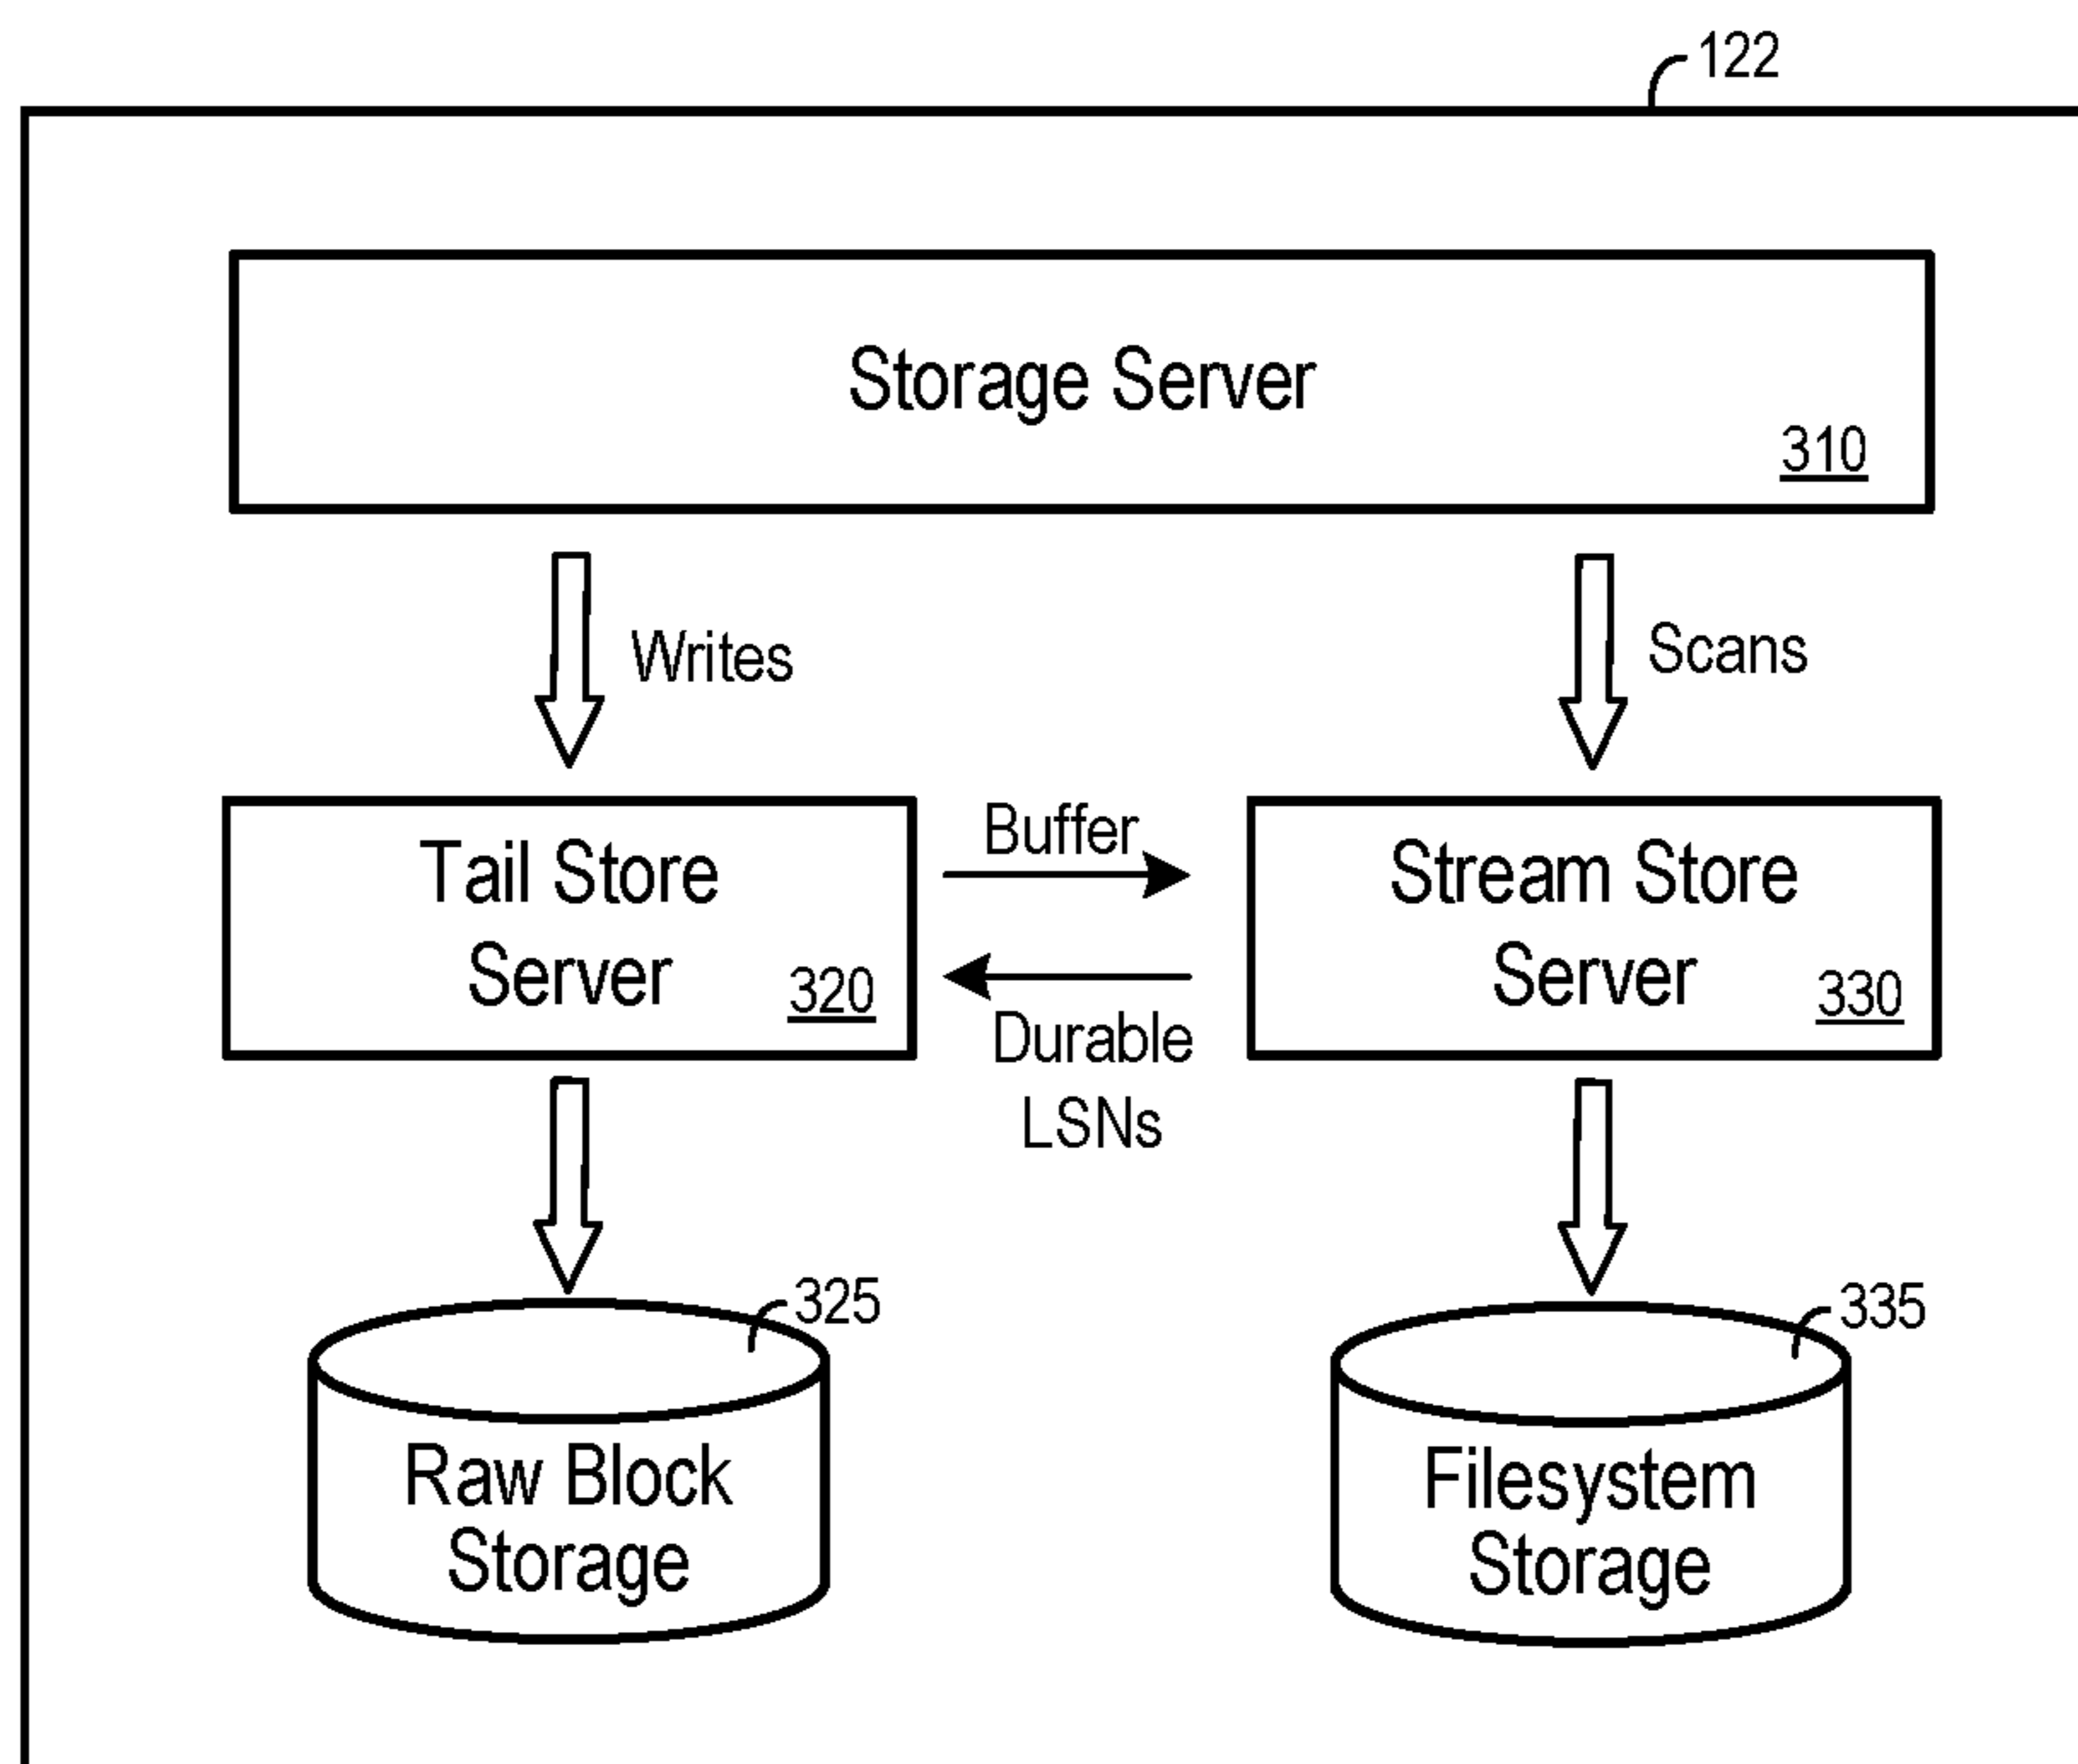 122
Storage Server
310
Writes
Scans
Tail Store
Server
320
Buffer
Durable
LSNs
Stream Store
Server
330
325
Raw Block
Storage
335
Filesystem
Storage